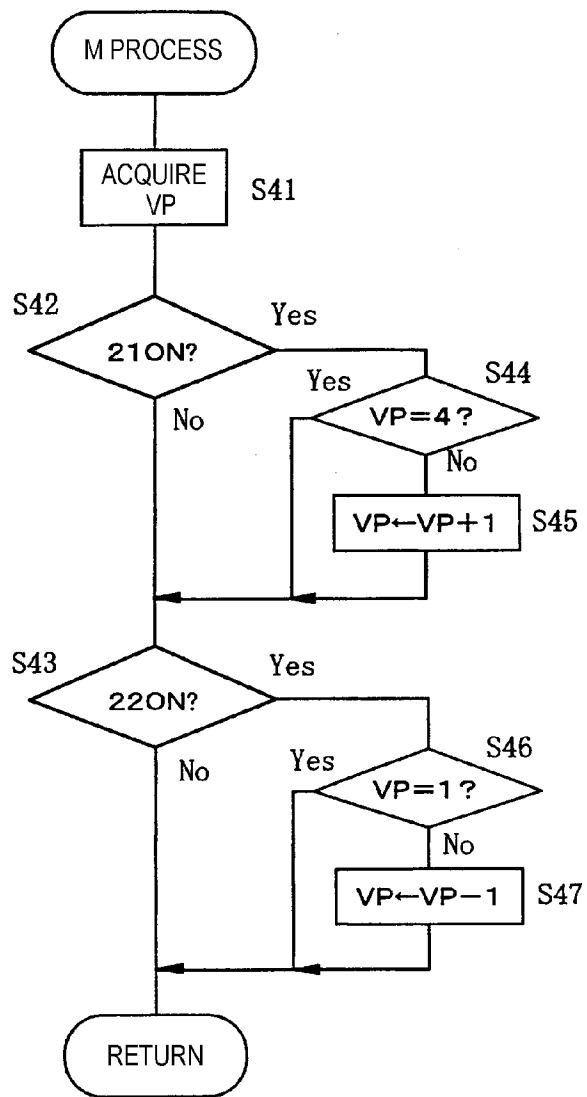 M PROCESS
ACQUIRE
VP
S41
S42
21ON?
Yes
No
S44
Yes
VP=4?
No
VP←VP+1
S45
S43
22ON?
Yes
No
S46
Yes
VP=1?
No
VP←VP−1
S47
RETURN